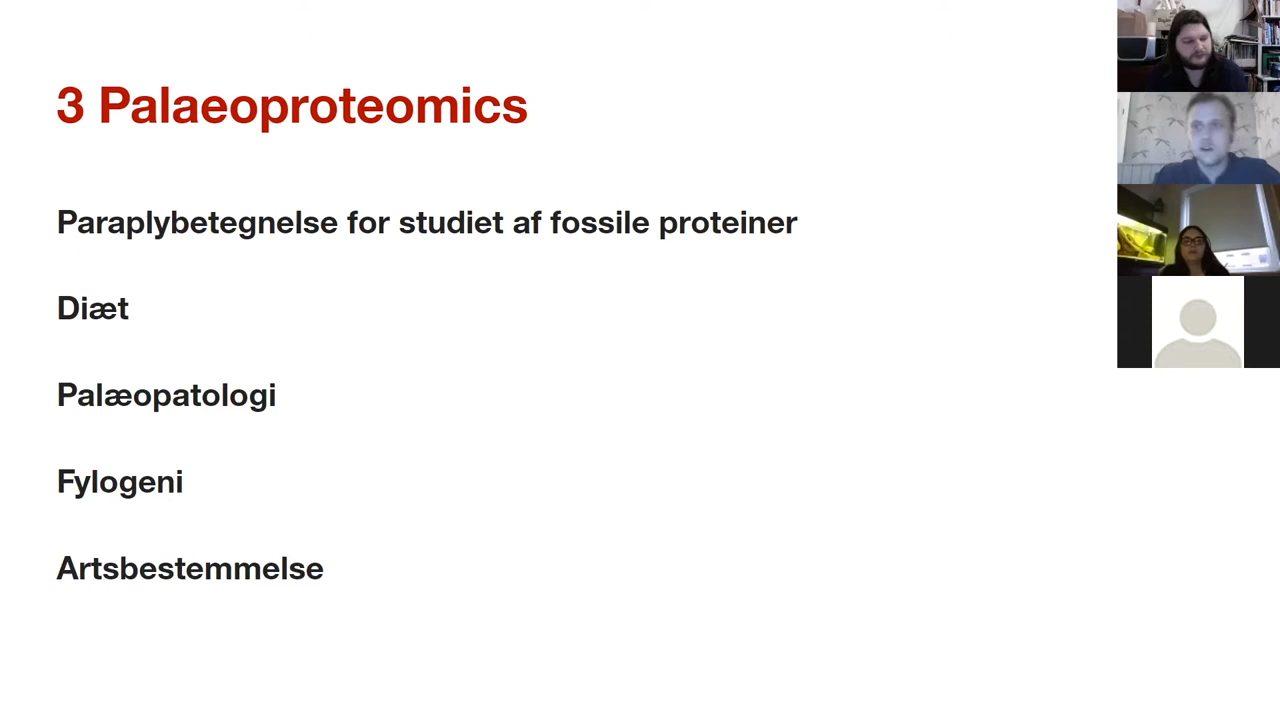 3 Palaeoproteomics
Paraplybetegnelse for studiet af fossile proteiner
Diæt
Palæopatologi
Fylogeni
Artsbestemmelse